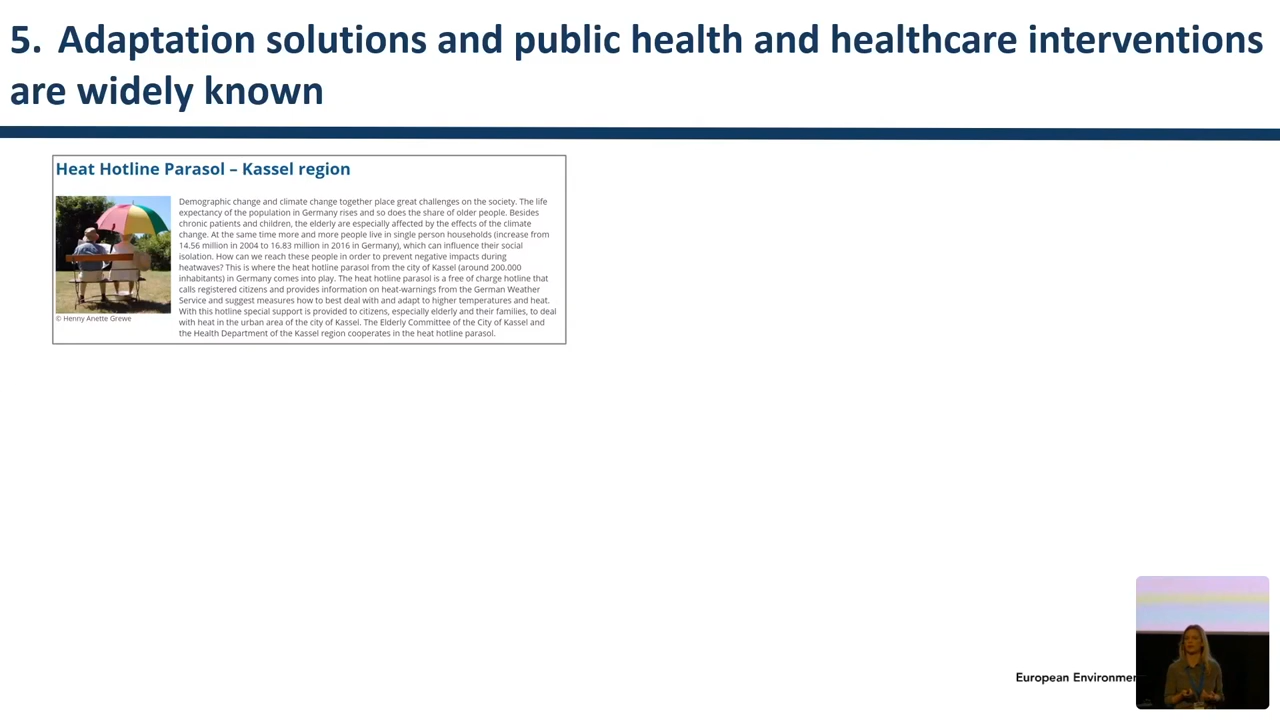 5. Adaptation solutions and public health and healthcare interventions
are widely known
Heat Hotline Parasol – Kassel region
Demographic change and climate change together place great challenges on the society. The life
expectancy of the population in Germany rises and so does the share of older people. Besides
chronic patients and children, the elderly are especially affected by the effects of the climate
change. At the same time more and more people live in single person households (increase from
14.56 million in 2004 to 16.83 million in 2016 in Germany), which can influence their social
isolation. How can we reach these people in order to prevent negative impacts during
heatwaves? This is where the heat hotline parasol from the city of Kassel (around 200.000
inhabitants) in Germany comes into play. The heat hotline parasol is a free of charge hotline that
calls registered citizens and provides information on heat-warnings from the German Weather
Service and suggest measures how to best deal with and adapt to higher temperatures and heat.
With this hotline special support is provided to citizens, especially elderly and their families, to deal
with heat in the urban area of the city of Kassel. The Elderly Committee of the City of Kassel and
the Health Department of the Kassel region cooperates in the heat hotline parasol.
© Henny Anette Grewe
European Environmen